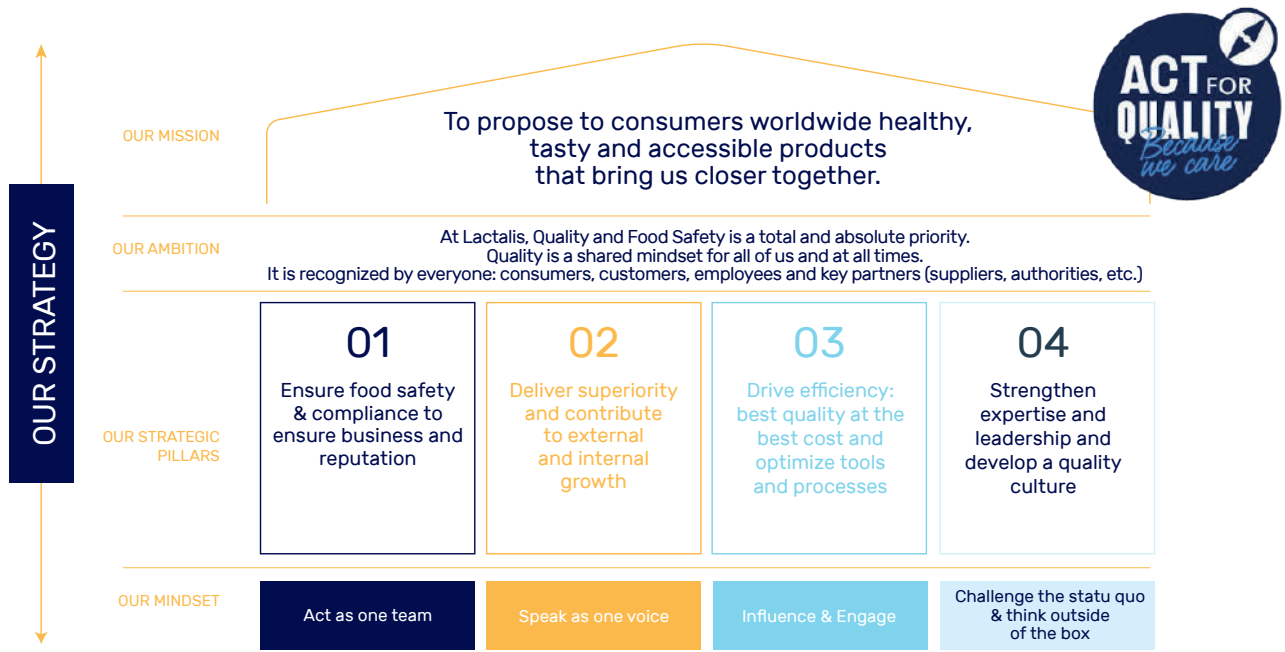 ACT FOR
QUALITY
Because
we care
OUR STRATEGY
OUR MISSION
To propose to consumers worldwide healthy,
tasty and accessible products
that bring us closer together.
OUR AMBITION
At Lactalis, Quality and Food Safety is a total and absolute priority.
Quality is a shared mindset for all of us and at all times.
It is recognized by everyone: consumers, customers, employees and key partners (suppliers, authorities, etc.)
OUR STRATEGIC
PILLARS
01
Ensure food safety
& compliance to
ensure business and
reputation
02
Deliver superiority
and contribute
to external
and internal
growth
03
Drive efficiency:
best quality at the
best cost and
optimize tools
and processes
04
Strengthen
expertise and
leadership and
develop a quality
culture
OUR MINDSET
Act as one team
Speak as one voice
Influence & Engage
Challenge the statu quo
& think outside
of the box